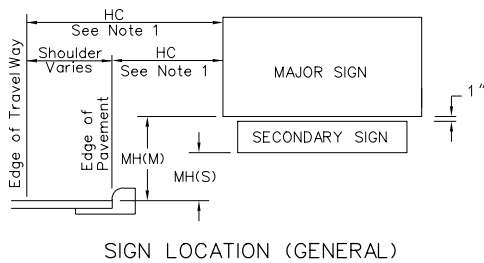 HC
See Note 1
Shoulder
Varies
HC
See Note 1
MAJOR SIGN
1"
SECONDARY SIGN
Edge of Travel Way
Edge of
Pavement
MH(M)
MH(S)
SIGN LOCATION (GENERAL)